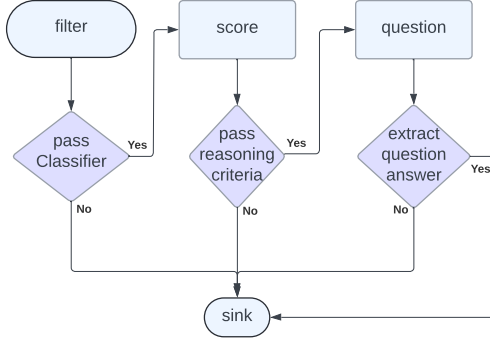 filter
score
question
pass
Classifier
Yes
pass
reasoning
criteria
Yes
extract
question
answer
Yes
No
No
No
sink